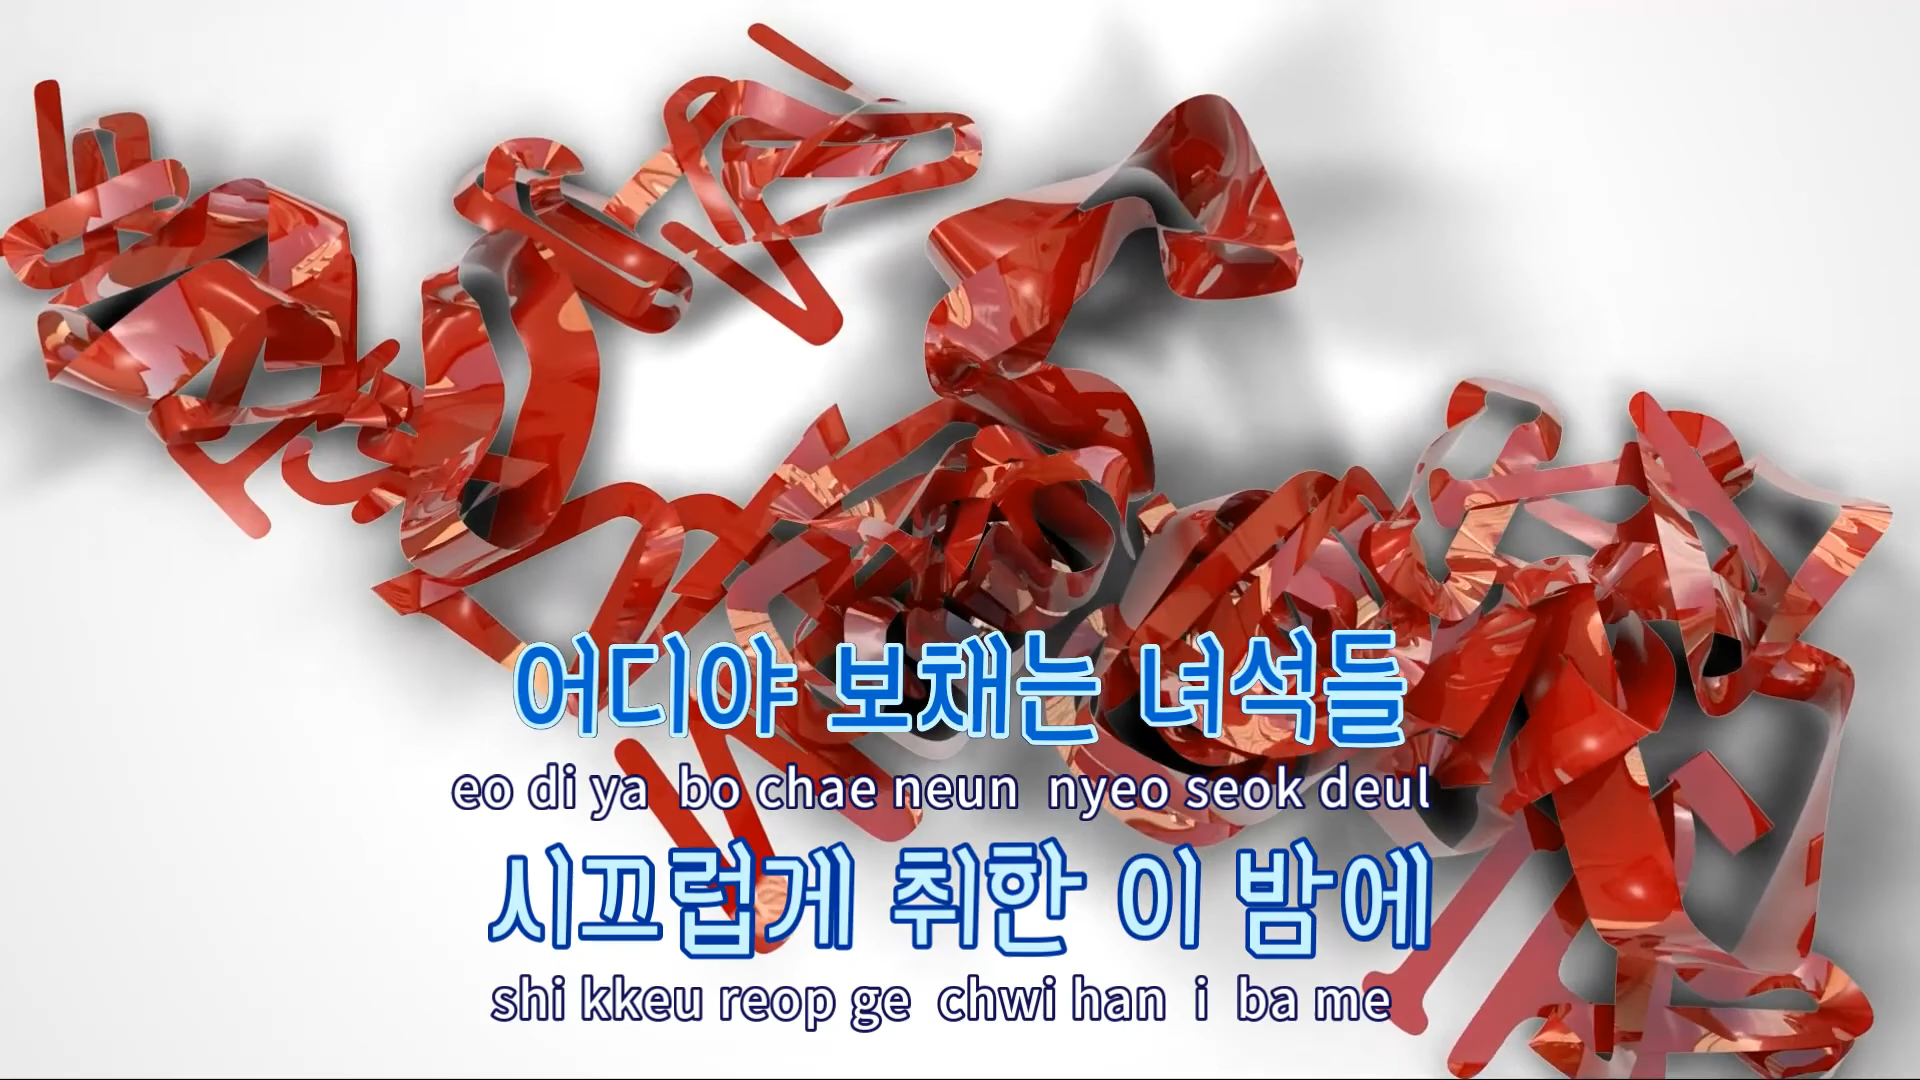 어디야 보채는 녀석들
eo di ya bo chae neun nyeo seok deul
시끄럽게 취한 이 밤에
shi kkeu reop ge chwi han i ba me